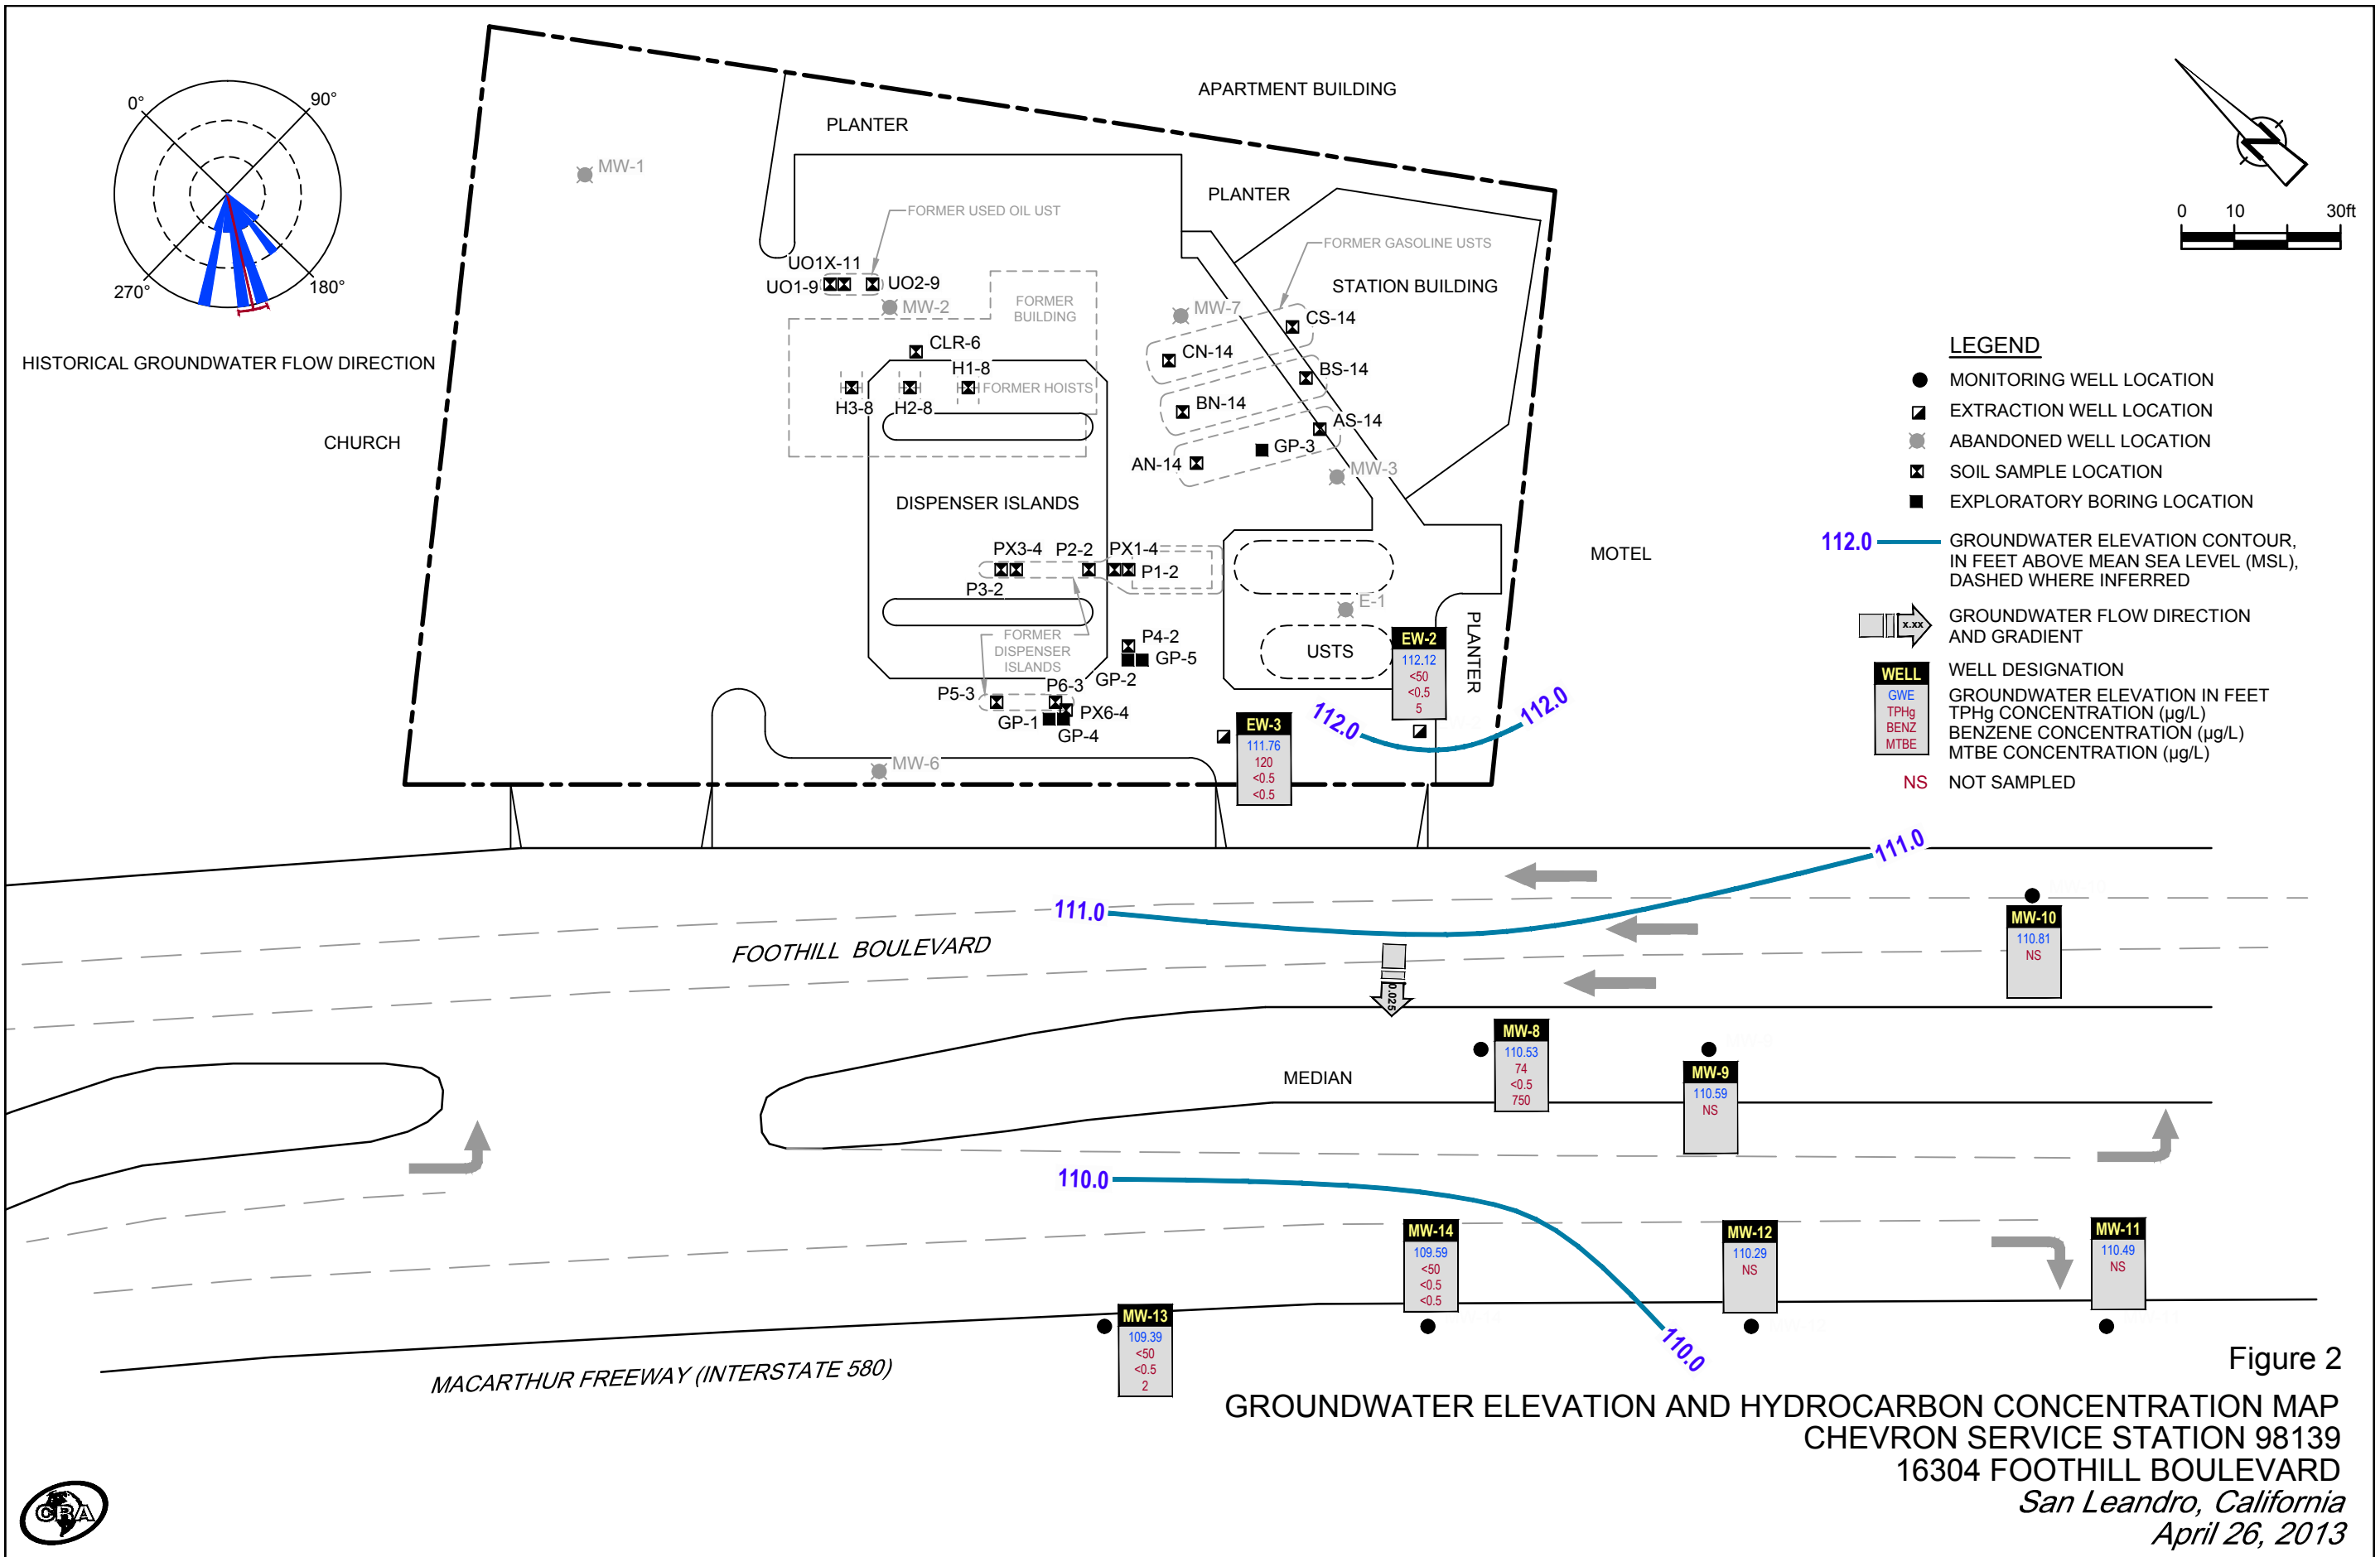 0°
90°
270°
180°
HISTORICAL GROUNDWATER FLOW DIRECTION
CHURCH
APARTMENT BUILDING
PLANTER
MW-1
PLANTER
FORMER USED OIL UST
FORMER GASOLINE USTS
UO1X-11
UO1-9
UO2-9
MW-2
FORMER
BUILDING
STATION BUILDING
MW-7
CS-14
CLR-6
CN-14
H1-8
FORMER HOISTS
BS-14
H3-8
H2-8
BN-14
AS-14
GP-3
AN-14
MW-3
DISPENSER ISLANDS
PX3-4
P2-2
PX1-4
P1-2
P3-2
MOTEL
E-1
FORMER
DISPENSER
ISLANDS
P4-2
GP-5
GP-2
USTS
PLANTER
P5-3
P6-3
PX6-4
GP-1
GP-4
MW-6
EW-2
112.12
<50
<0.5
5
EW-3
111.76
120
<0.5
<0.5
112.0
112.0
0
10
30ft
LEGEND
MONITORING WELL LOCATION
EXTRACTION WELL LOCATION
ABANDONED WELL LOCATION
SOIL SAMPLE LOCATION
EXPLORATORY BORING LOCATION
112.0
GROUNDWATER ELEVATION CONTOUR,
IN FEET ABOVE MEAN SEA LEVEL (MSL),
DASHED WHERE INFERRED
x.xx
GROUNDWATER FLOW DIRECTION
AND GRADIENT
WELL
WELL DESIGNATION
GWE
GROUNDWATER ELEVATION IN FEET
TPHg
TPHg CONCENTRATION (µg/L)
BENZ
BENZENE CONCENTRATION (µg/L)
MTBE
MTBE CONCENTRATION (µg/L)
NS
NOT SAMPLED
111.0
111.0
FOOTHILL BOULEVARD
0.025
MW-10
110.81
NS
MW-8
110.53
74
<0.5
750
MEDIAN
MW-9
110.59
NS
110.0
110.0
MW-14
109.59
<50
<0.5
<0.5
MW-12
110.29
NS
MW-11
110.49
NS
MW-13
109.39
<50
<0.5
2
MACARTHUR FREEWAY (INTERSTATE 580)
Figure 2
GROUNDWATER ELEVATION AND HYDROCARBON CONCENTRATION MAP
CHEVRON SERVICE STATION 98139
16304 FOOTHILL BOULEVARD
San Leandro, California
April 26, 2013
CRA